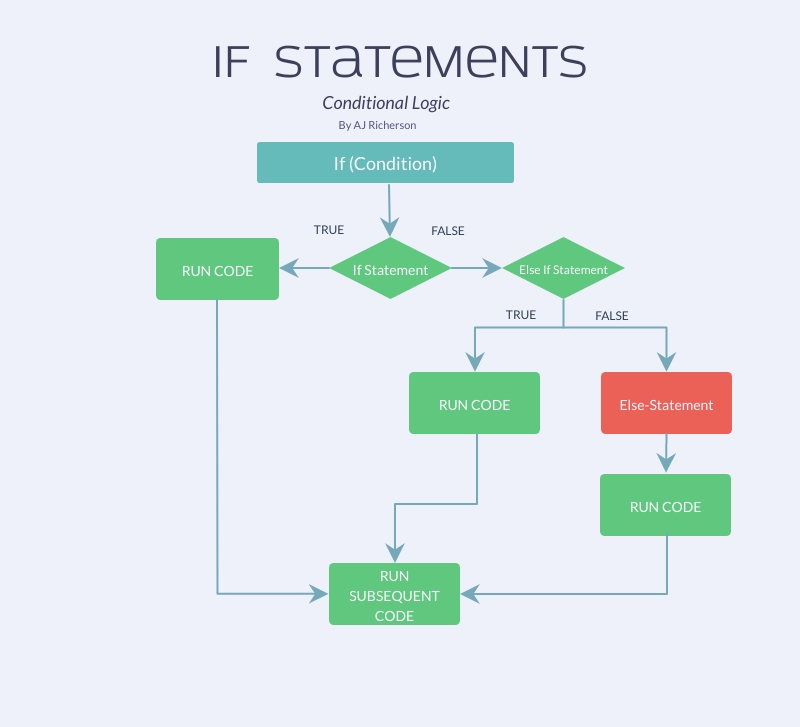 IF STATEMENTS
Conditional Logic
By AJ Richerson
If (Condition)
TRUE
FALSE
RUN CODE
If Statement
Else If Statement
TRUE
FALSE
RUN CODE
Else-Statement
RUN CODE
RUN
SUBSEQUENT
CODE